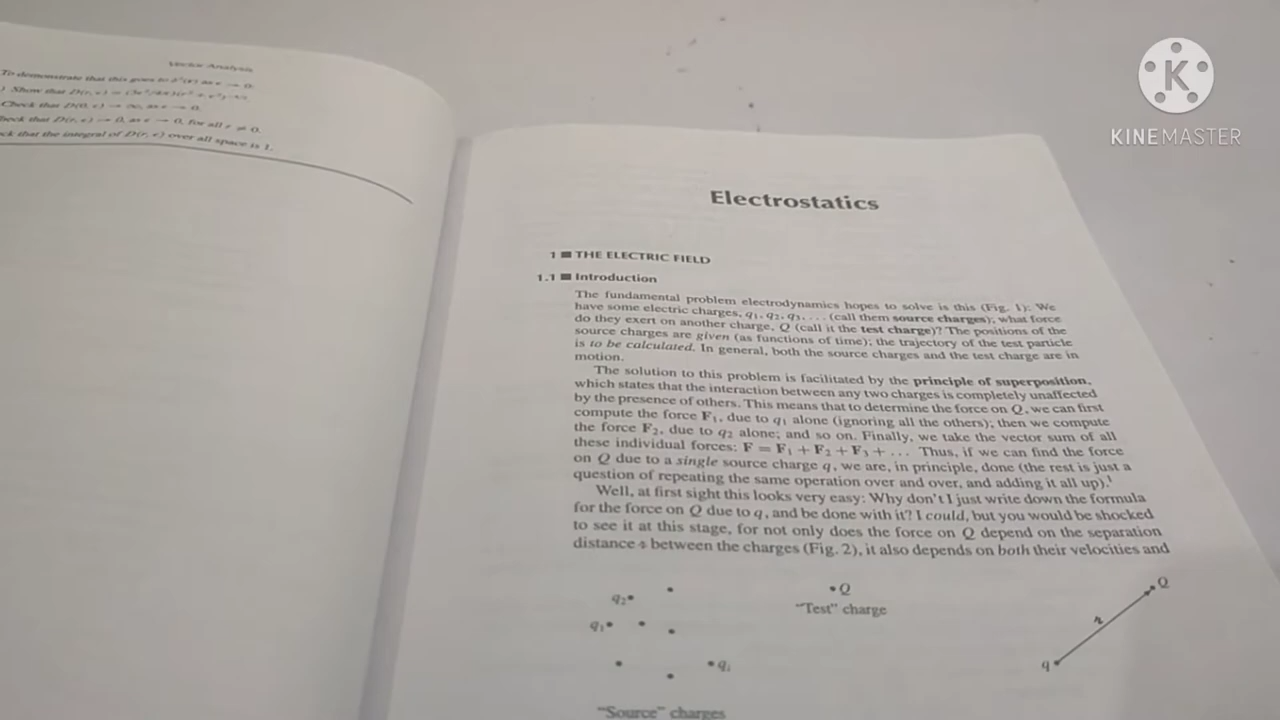 Vector Analysis
To demonstrate that this goes to δ³(r) as ϵ → 0:
) Show that D(r, ϵ) = (3ϵ²/4π)(r² + ϵ²)⁻⁵ᐟ².
Check that D(0, ϵ) → ∞, as ϵ → 0.
heck that D(r, ϵ) → 0, as ϵ → 0, for all r ≠ 0.
ck that the integral of D(r, ϵ) over all space is 1.
Electrostatics
1 ■ THE ELECTRIC FIELD
1.1 ■ Introduction
The fundamental problem electrodynamics hopes to solve is this (Fig. 1): We
have some electric charges, q₁, q₂, q₃, . . . (call them source charges); what force
do they exert on another charge, Q (call it the test charge)? The positions of the
source charges are given (as functions of time); the trajectory of the test particle
is to be calculated. In general, both the source charges and the test charge are in
motion.
The solution to this problem is facilitated by the principle of superposition,
which states that the interaction between any two charges is completely unaffected
by the presence of others. This means that to determine the force on Q, we can first
compute the force F₁, due to q₁ alone (ignoring all the others); then we compute
the force F₂, due to q₂ alone; and so on. Finally, we take the vector sum of all
these individual forces: F = F₁ + F₂ + F₃ + . . . Thus, if we can find the force
on Q due to a single source charge q, we are, in principle, done (the rest is just a
question of repeating the same operation over and over, and adding it all up).¹
Well, at first sight this looks very easy: Why don't I just write down the formula
for the force on Q due to q, and be done with it? I could, but you would be shocked
to see it at this stage, for not only does the force on Q depend on the separation
distance 𝓇 between the charges (Fig. 2), it also depends on both their velocities and
q₂
q₁
qᵢ
"Source" charges
Q
"Test" charge
Q
𝓇
q
K
KINEMASTER